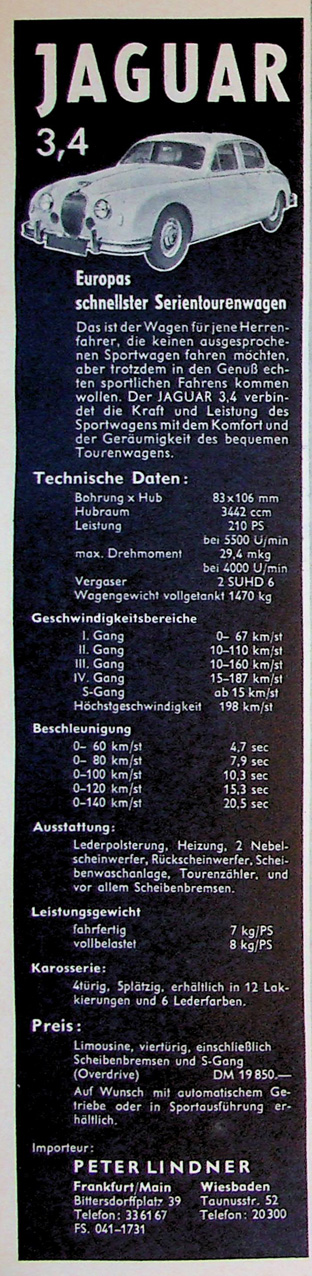 JAGUAR
3,4
Europas
schnellster Serientourenwagen
Das ist der Wagen für jene Herren-
fahrer, die keinen ausgesproche-
nen Sportwagen fahren möchten,
aber trotzdem in den Genuß ech-
ten sportlichen Fahrens kommen
wollen. Der JAGUAR 3,4 verbin-
det die Kraft und Leistung des
Sportwagens mit dem Komfort und
der Geräumigkeit des bequemen
Tourenwagens.
Technische Daten:
Bohrung x Hub 83x106 mm
Hubraum 3442 ccm
Leistung 210 PS
bei 5500 U/min
max. Drehmoment 29,4 mkg
bei 4000 U/min
Vergaser 2 SUHD 6
Wagengewicht vollgetankt 1470 kg
Geschwindigkeitsbereiche
I. Gang 0– 67 km/st
II. Gang 10–110 km/st
III. Gang 10–160 km/st
IV. Gang 15–187 km/st
S-Gang ab 15 km/st
Höchstgeschwindigkeit 198 km/st
Beschleunigung
0– 60 km/st 4,7 sec
0– 80 km/st 7,9 sec
0–100 km/st 10,3 sec
0–120 km/st 15,3 sec
0–140 km/st 20,5 sec
Ausstattung:
Lederpolsterung, Heizung, 2 Nebel-
scheinwerfer, Rückscheinwerfer, Schei-
benwaschanlage, Tourenzähler, und
vor allem Scheibenbremsen.
Leistungsgewicht
fahrfertig 7 kg/PS
vollbelastet 8 kg/PS
Karosserie:
4türig, 5plätzig, erhältlich in 12 Lak-
kierungen und 6 Lederfarben.
Preis:
Limousine, viertürig, einschließlich
Scheibenbremsen und S-Gang
(Overdrive) DM 19850.—
Auf Wunsch mit automatischem Ge-
triebe oder in Sportausführung er-
hältlich.
Importeur:
PETER LINDNER
Frankfurt/Main Wiesbaden
Bittersdorffplatz 39 Taunusstr. 52
Telefon: 336167 Telefon: 20300
FS. 041–1731